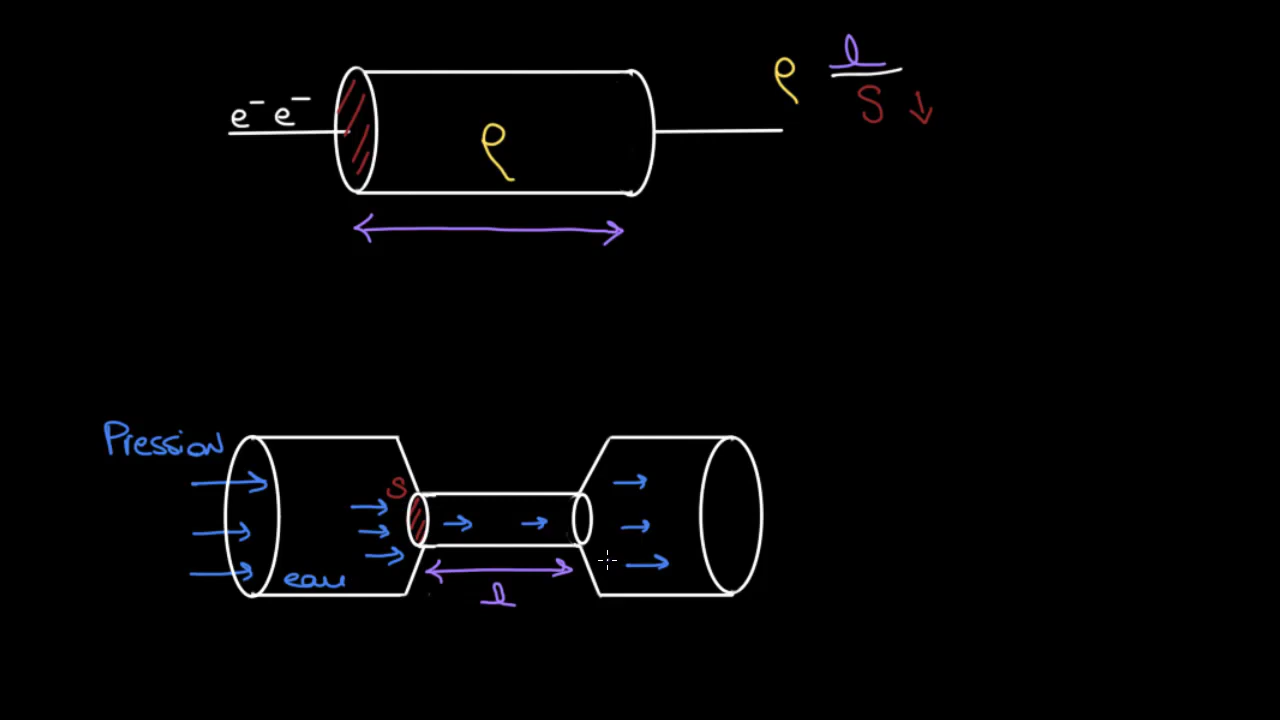 e⁻ e⁻
ρ
ρ l/S ↓
Pression
S
eau
l